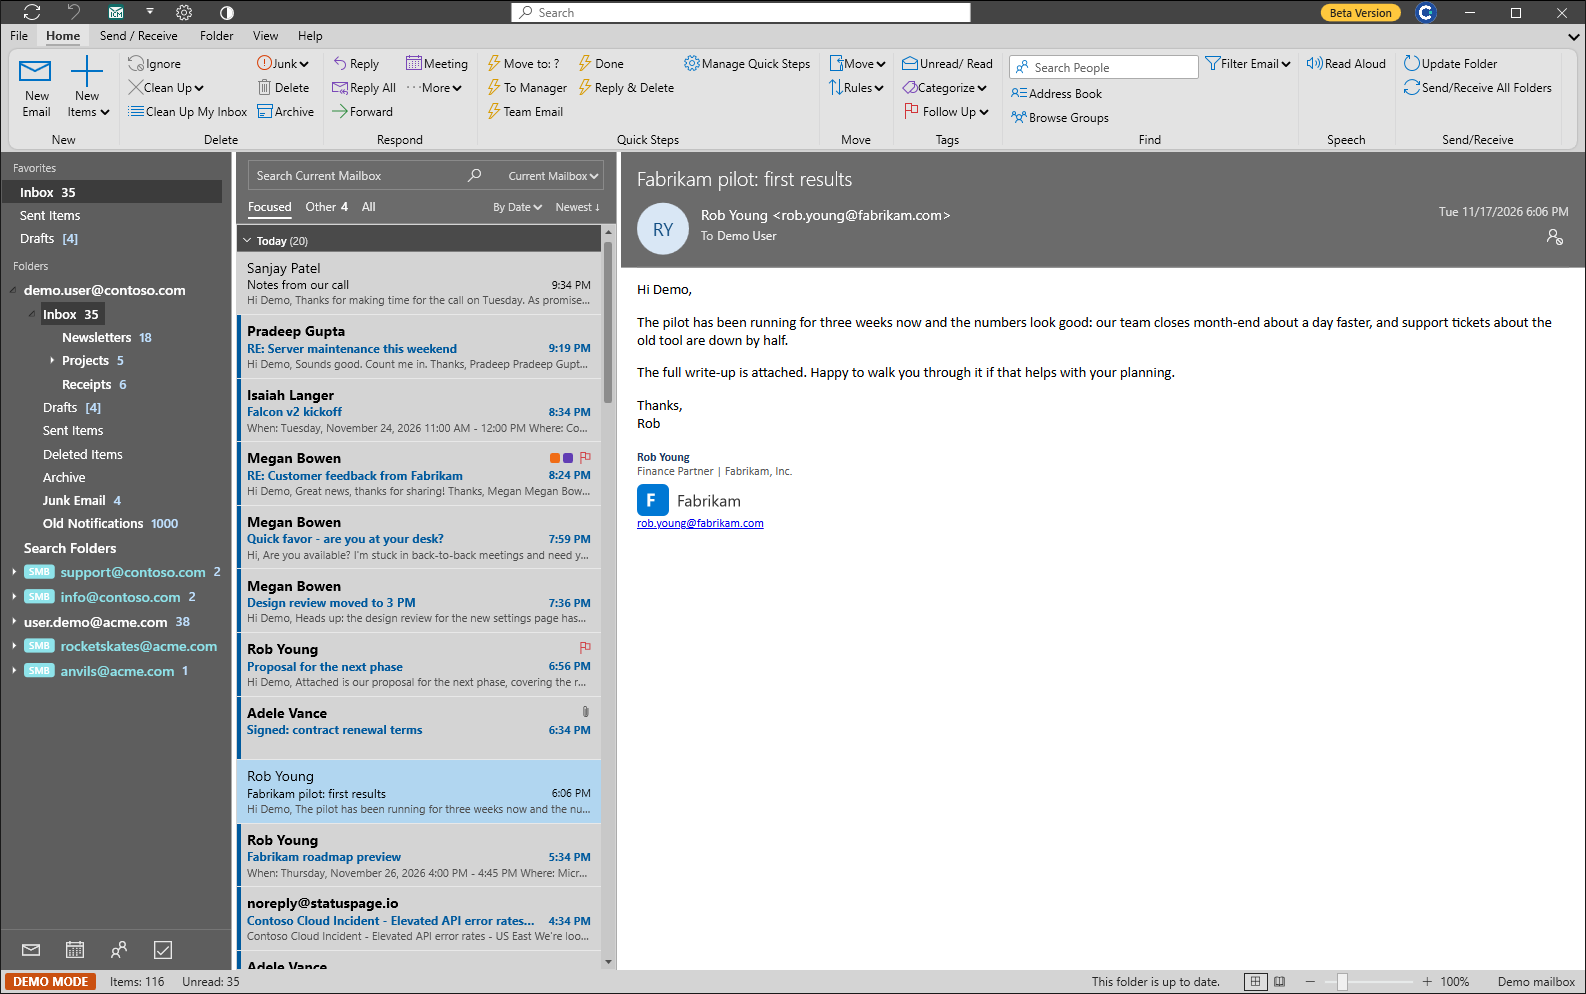 Search
Beta Version
File Home Send / Receive Folder View Help
New Email
New Items
New
Ignore
Clean Up
Clean Up My Inbox
Junk
Delete
Archive
Delete
Reply
Reply All
Forward
Meeting
More
Respond
Move to: ?
To Manager
Team Email
Done
Reply & Delete
Manage Quick Steps
Quick Steps
Move
Rules
Move
Unread/ Read
Categorize
Follow Up
Tags
Search People
Address Book
Browse Groups
Filter Email
Find
Read Aloud
Speech
Update Folder
Send/Receive All Folders
Send/Receive
Favorites
Inbox 35
Sent Items
Drafts [4]
Folders
demo.user@contoso.com
Inbox 35
Newsletters 18
Projects 5
Receipts 6
Drafts [4]
Sent Items
Deleted Items
Archive
Junk Email 4
Old Notifications 1000
Search Folders
SMB support@contoso.com 2
SMB info@contoso.com 2
user.demo@acme.com 38
SMB rocketskates@acme.com
SMB anvils@acme.com 1
Search Current Mailbox Current Mailbox
Focused Other 4 All By Date Newest ↓
Today (20)
Sanjay Patel
Notes from our call 9:34 PM
Hi Demo, Thanks for making time for the call on Tuesday. As promise...
Pradeep Gupta
RE: Server maintenance this weekend 9:19 PM
Hi Demo, Sounds good. Count me in. Thanks, Pradeep Pradeep Gupt...
Isaiah Langer
Falcon v2 kickoff 8:34 PM
When: Tuesday, November 24, 2026 11:00 AM - 12:00 PM Where: Co...
Megan Bowen
RE: Customer feedback from Fabrikam 8:24 PM
Hi Demo, Great news, thanks for sharing! Thanks, Megan Megan Bow...
Megan Bowen
Quick favor - are you at your desk? 7:59 PM
Hi, Are you available? I'm stuck in back-to-back meetings and need y...
Megan Bowen
Design review moved to 3 PM 7:36 PM
Hi Demo, Heads up: the design review for the new settings page has...
Rob Young
Proposal for the next phase 6:56 PM
Hi Demo, Attached is our proposal for the next phase, covering the r...
Adele Vance
Signed: contract renewal terms 6:34 PM
Rob Young
Fabrikam pilot: first results 6:06 PM
Hi Demo, The pilot has been running for three weeks now and the nu...
Rob Young
Fabrikam roadmap preview 5:34 PM
When: Thursday, November 26, 2026 4:00 PM - 4:45 PM Where: Micr...
noreply@statuspage.io
Contoso Cloud Incident - Elevated API error rates... 4:34 PM
Contoso Cloud Incident - Elevated API error rates - US East We're loo...
Adele Vance
Fabrikam pilot: first results
RY
Rob Young <rob.young@fabrikam.com>
To Demo User
Tue 11/17/2026 6:06 PM
Hi Demo,
The pilot has been running for three weeks now and the numbers look good: our team closes month-end about a day faster, and support tickets about the
old tool are down by half.
The full write-up is attached. Happy to walk you through it if that helps with your planning.
Thanks,
Rob
Rob Young
Finance Partner | Fabrikam, Inc.
F Fabrikam
rob.young@fabrikam.com
DEMO MODE Items: 116 Unread: 35 This folder is up to date. 100% Demo mailbox